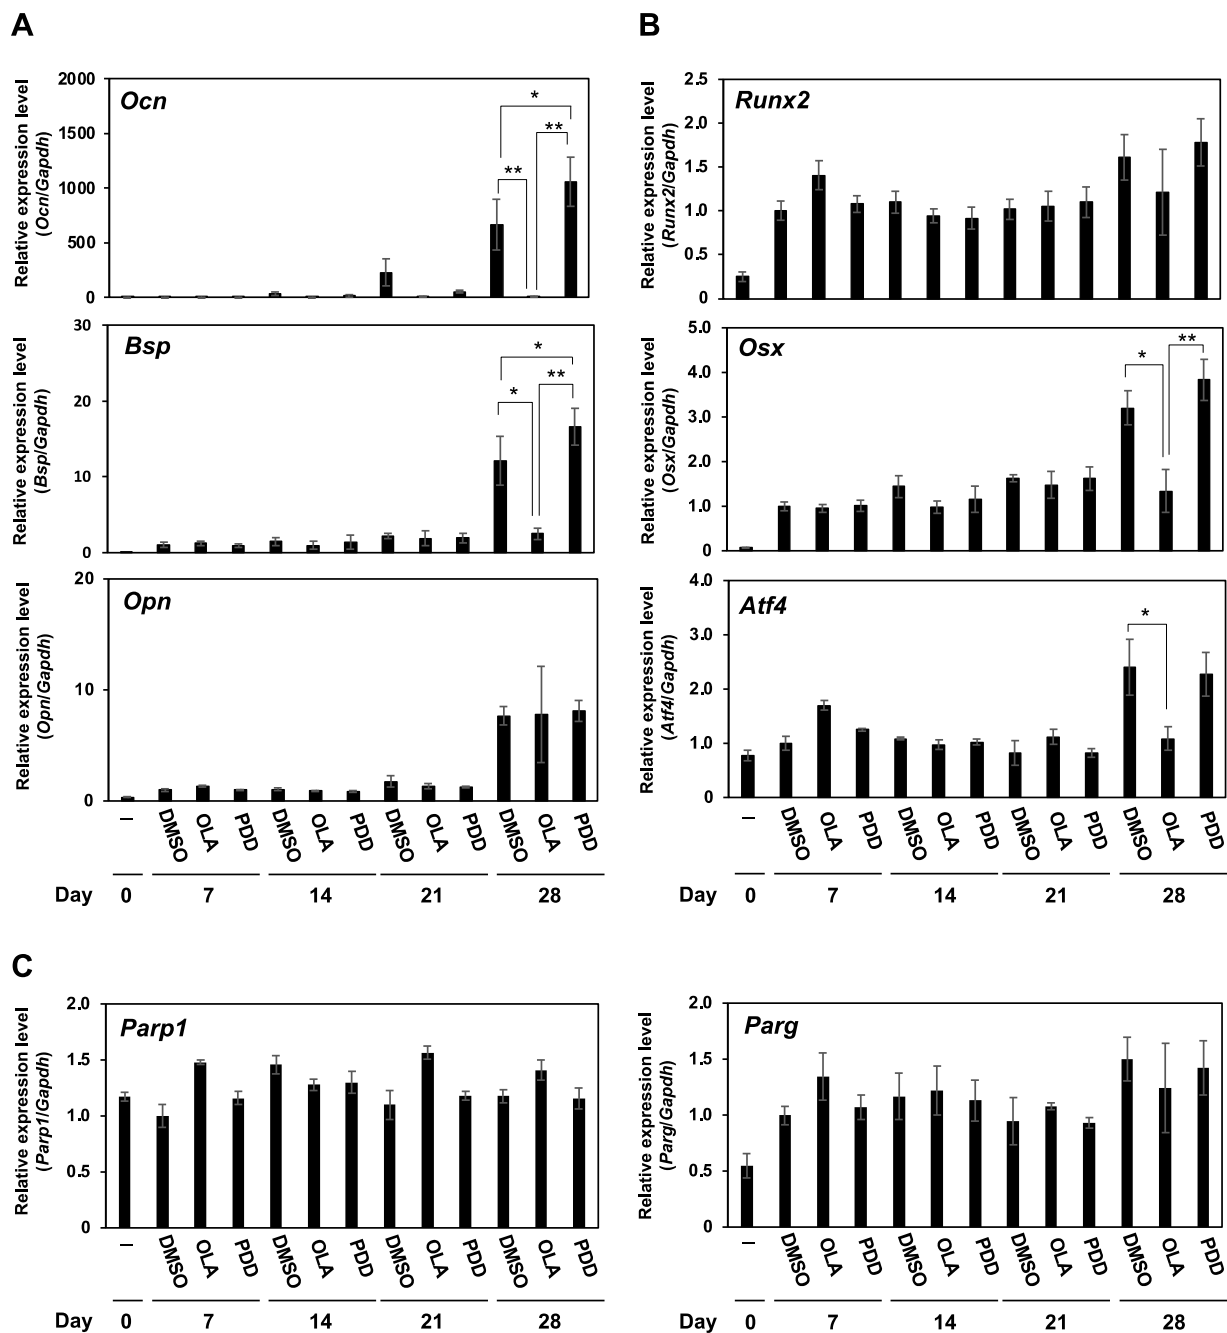 A
Relative expression level
(Ocn/Gapdh)
2000
1500
1000
500
0
Ocn
*
**
**
Relative expression level
(Bsp/Gapdh)
30
20
10
0
Bsp
*
*
**
Relative expression level
(Opn/Gapdh)
20
10
0
Opn
– DMSO OLA PDD DMSO OLA PDD DMSO OLA PDD DMSO OLA PDD
Day 0 7 14 21 28
B
Relative expression level
(Runx2/Gapdh)
2.5
2.0
1.5
1.0
0.5
0
Runx2
Relative expression level
(Osx/Gapdh)
5.0
4.0
3.0
2.0
1.0
0
Osx
*
**
Relative expression level
(Atf4/Gapdh)
4.0
3.0
2.0
1.0
0
Atf4
*
– DMSO OLA PDD DMSO OLA PDD DMSO OLA PDD DMSO OLA PDD
Day 0 7 14 21 28
C
Relative expression level
(Parp1/Gapdh)
2.0
1.5
1.0
0.5
0
Parp1
– DMSO OLA PDD DMSO OLA PDD DMSO OLA PDD DMSO OLA PDD
Day 0 7 14 21 28
Relative expression level
(Parg/Gapdh)
2.0
1.5
1.0
0.5
0
Parg
– DMSO OLA PDD DMSO OLA PDD DMSO OLA PDD DMSO OLA PDD
Day 0 7 14 21 28